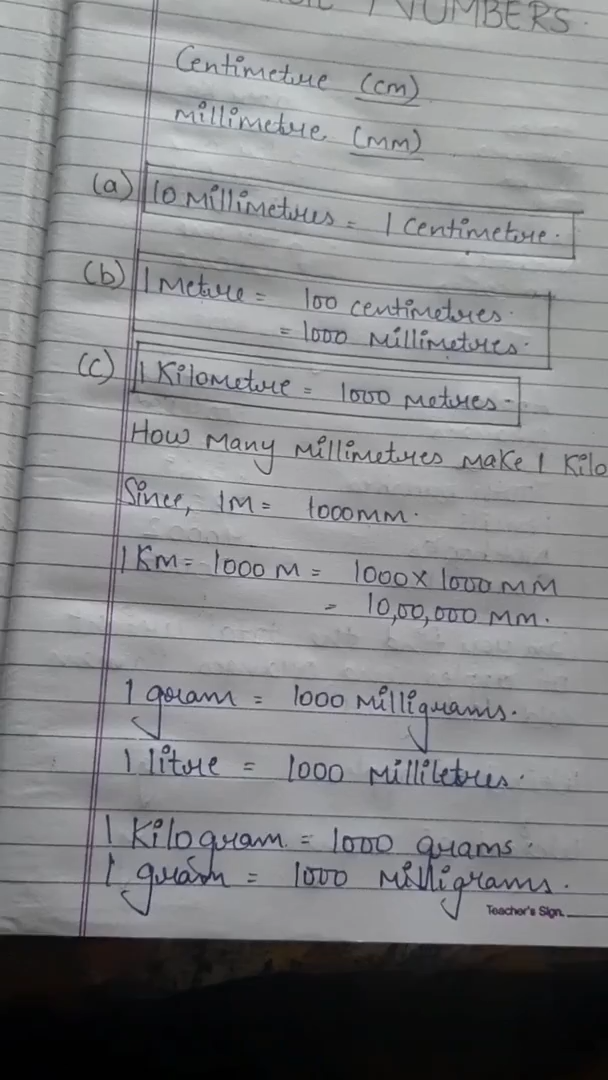 NUMBERS.
Centimetre (cm)
millimetre (MM)
(a) 10 Millimetres = 1 Centimetre.
(b) 1 Metre = 100 centimetres.
= 1000 Millimetres.
(c) 1 Kilometre = 1000 Metres.
How Many Millimetres Make 1 Kilo
Since, 1M = 1000MM.
1KM = 1000 M = 1000 X 1000 MM
= 10,00,000 MM.
1 gram = 1000 Milligrams.
1 litre = 1000 Milliletres.
1 Kilogram = 1000 grams.
1 gram = 1000 Milligrams.
Teacher's Sign.